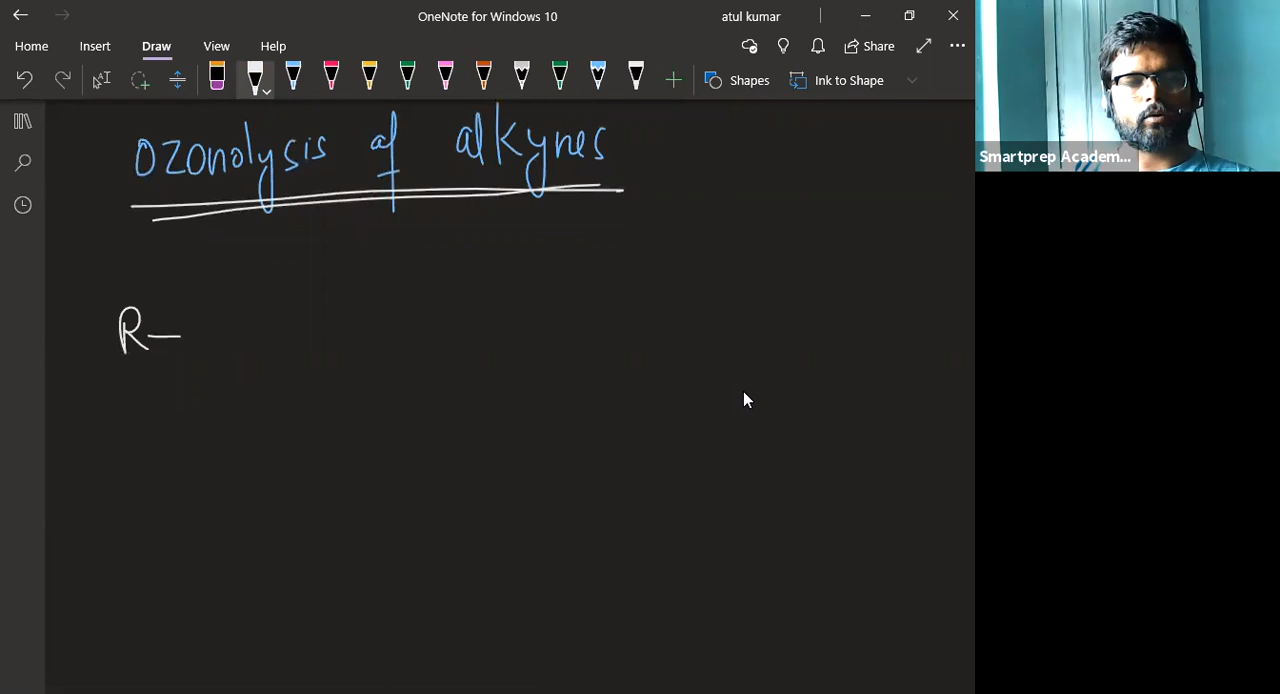 OneNote for Windows 10
atul kumar
Home Insert Draw View Help
Share
Shapes
Ink to Shape
Smartprep Academ...
ozonolysis of alkynes
R—